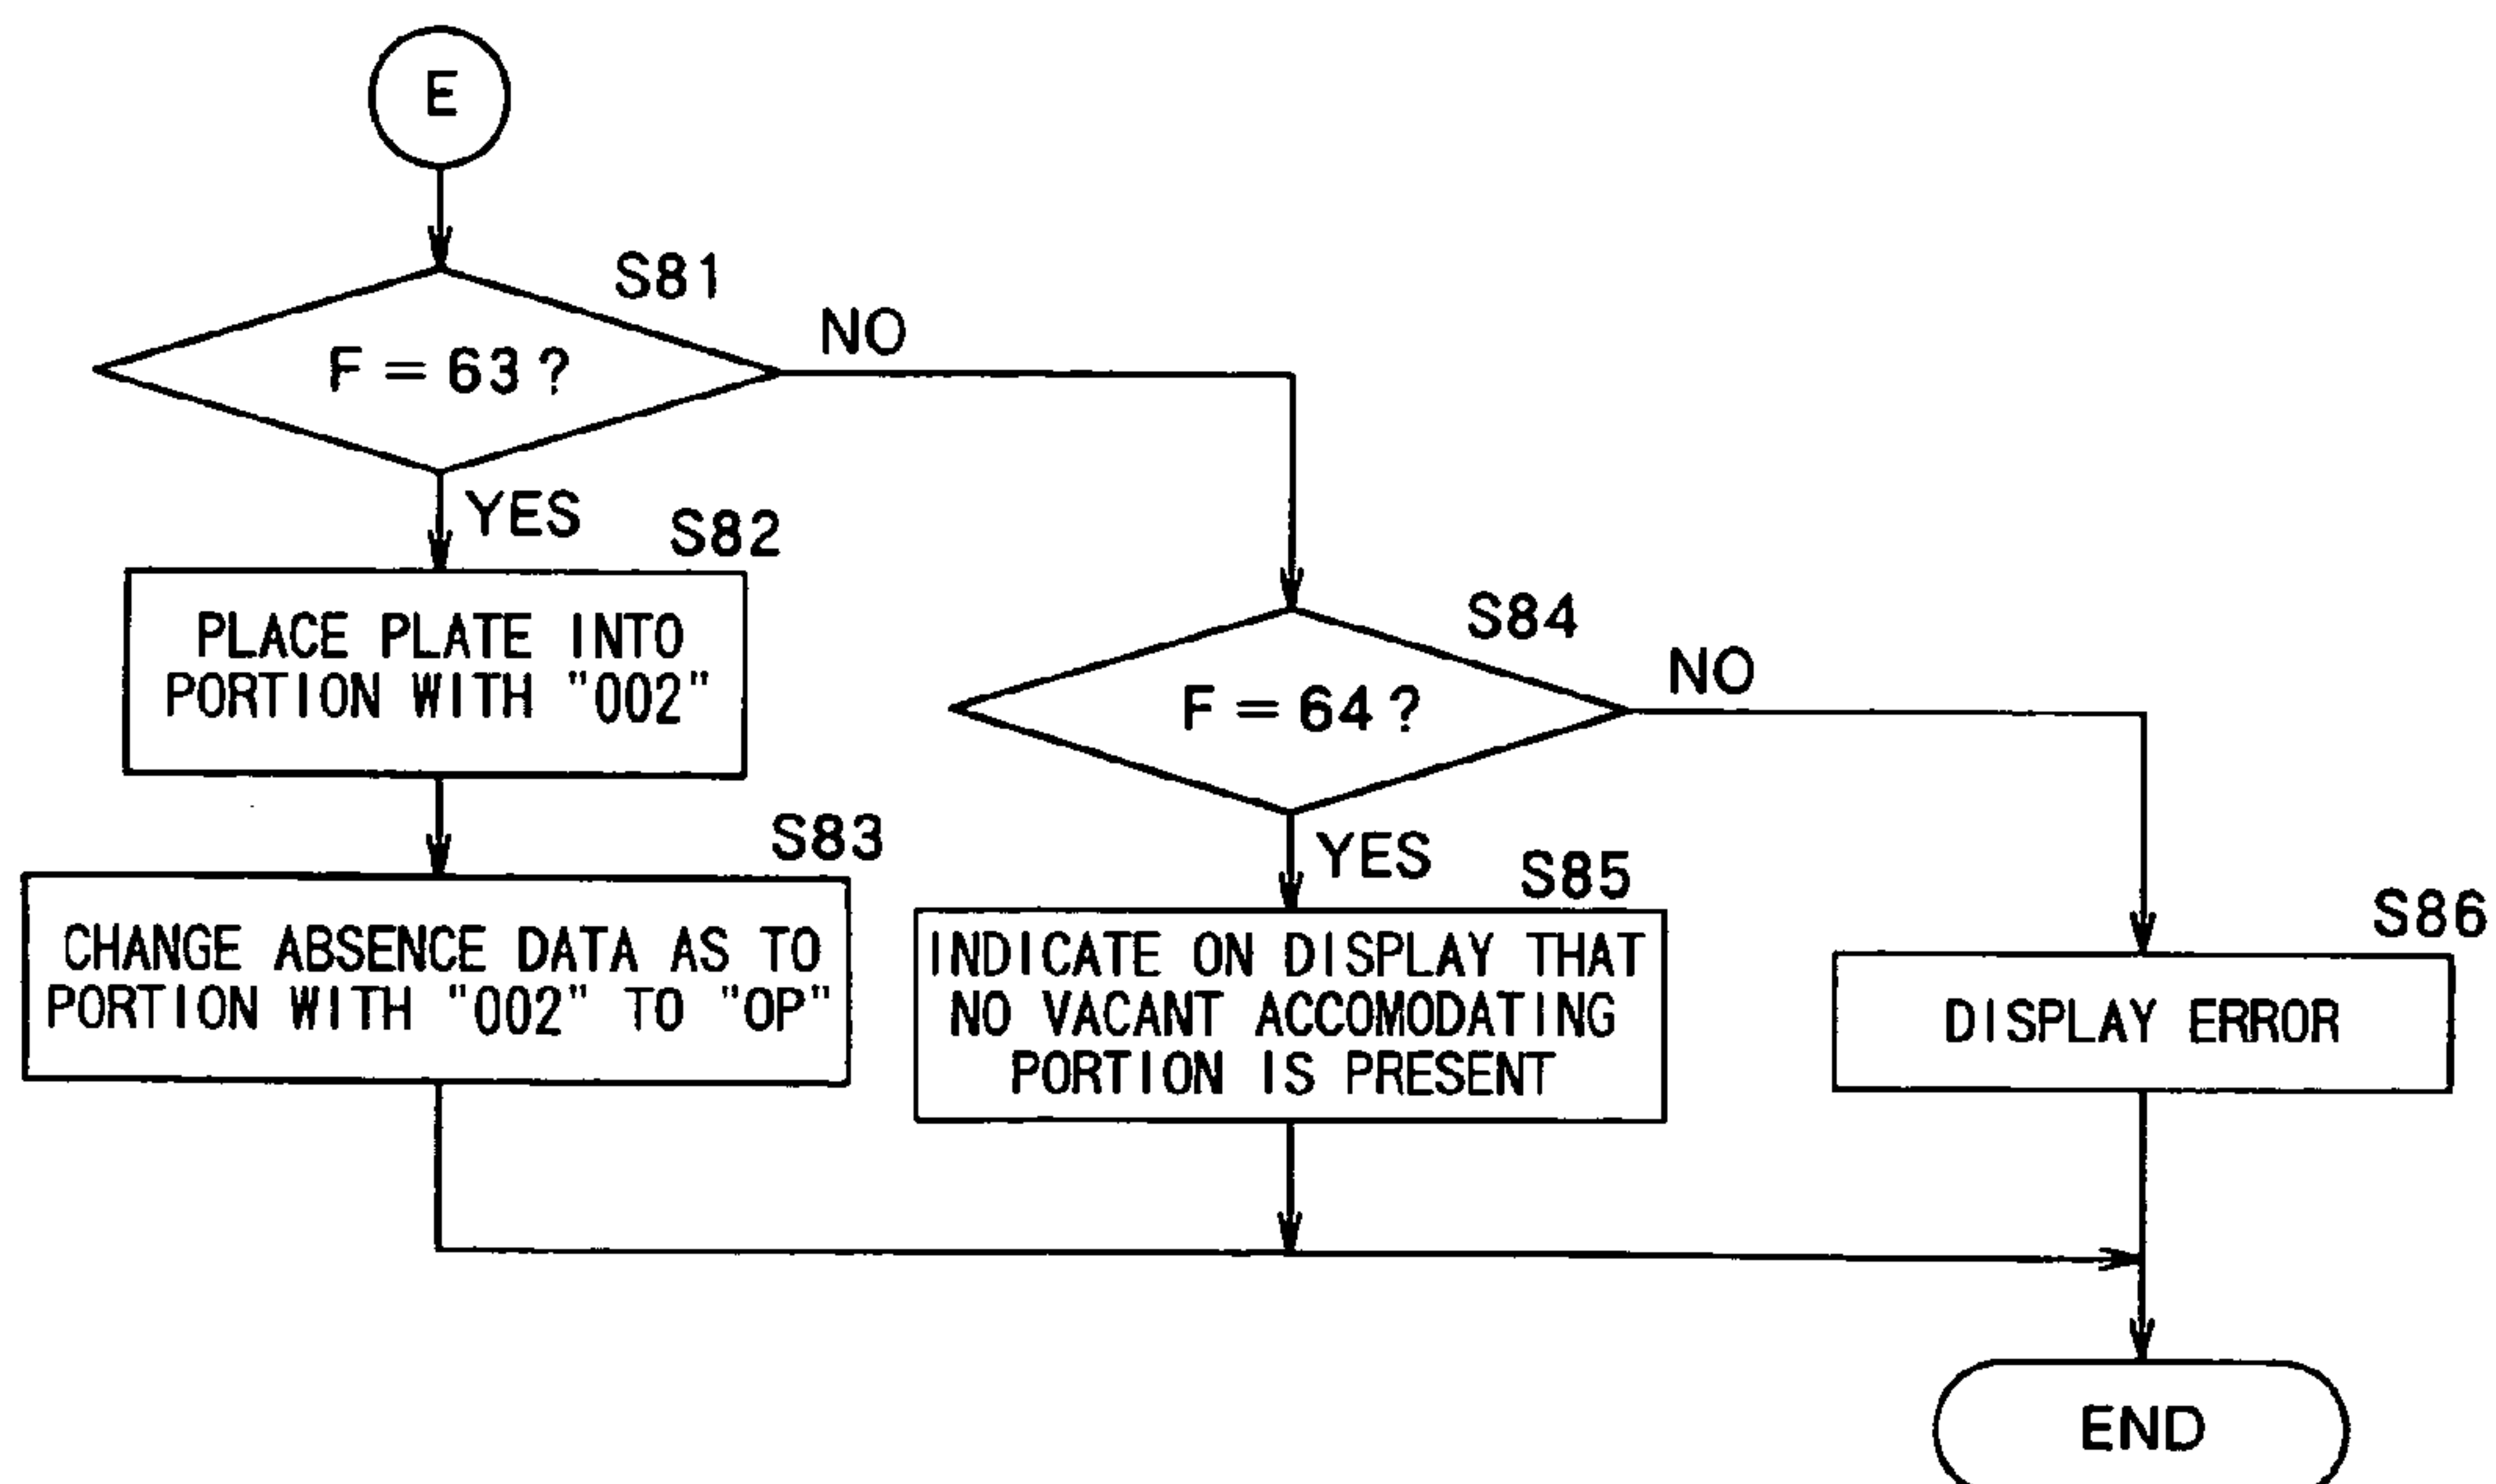 E
S81
F = 63 ?
NO
YES
S82
PLACE PLATE INTO
PORTION WITH "002"
S84
F = 64 ?
NO
S83
CHANGE ABSENCE DATA AS TO
PORTION WITH "002" TO "OP"
YES
S85
INDICATE ON DISPLAY THAT
NO VACANT ACCOMODATING
PORTION IS PRESENT
S86
DISPLAY ERROR
END